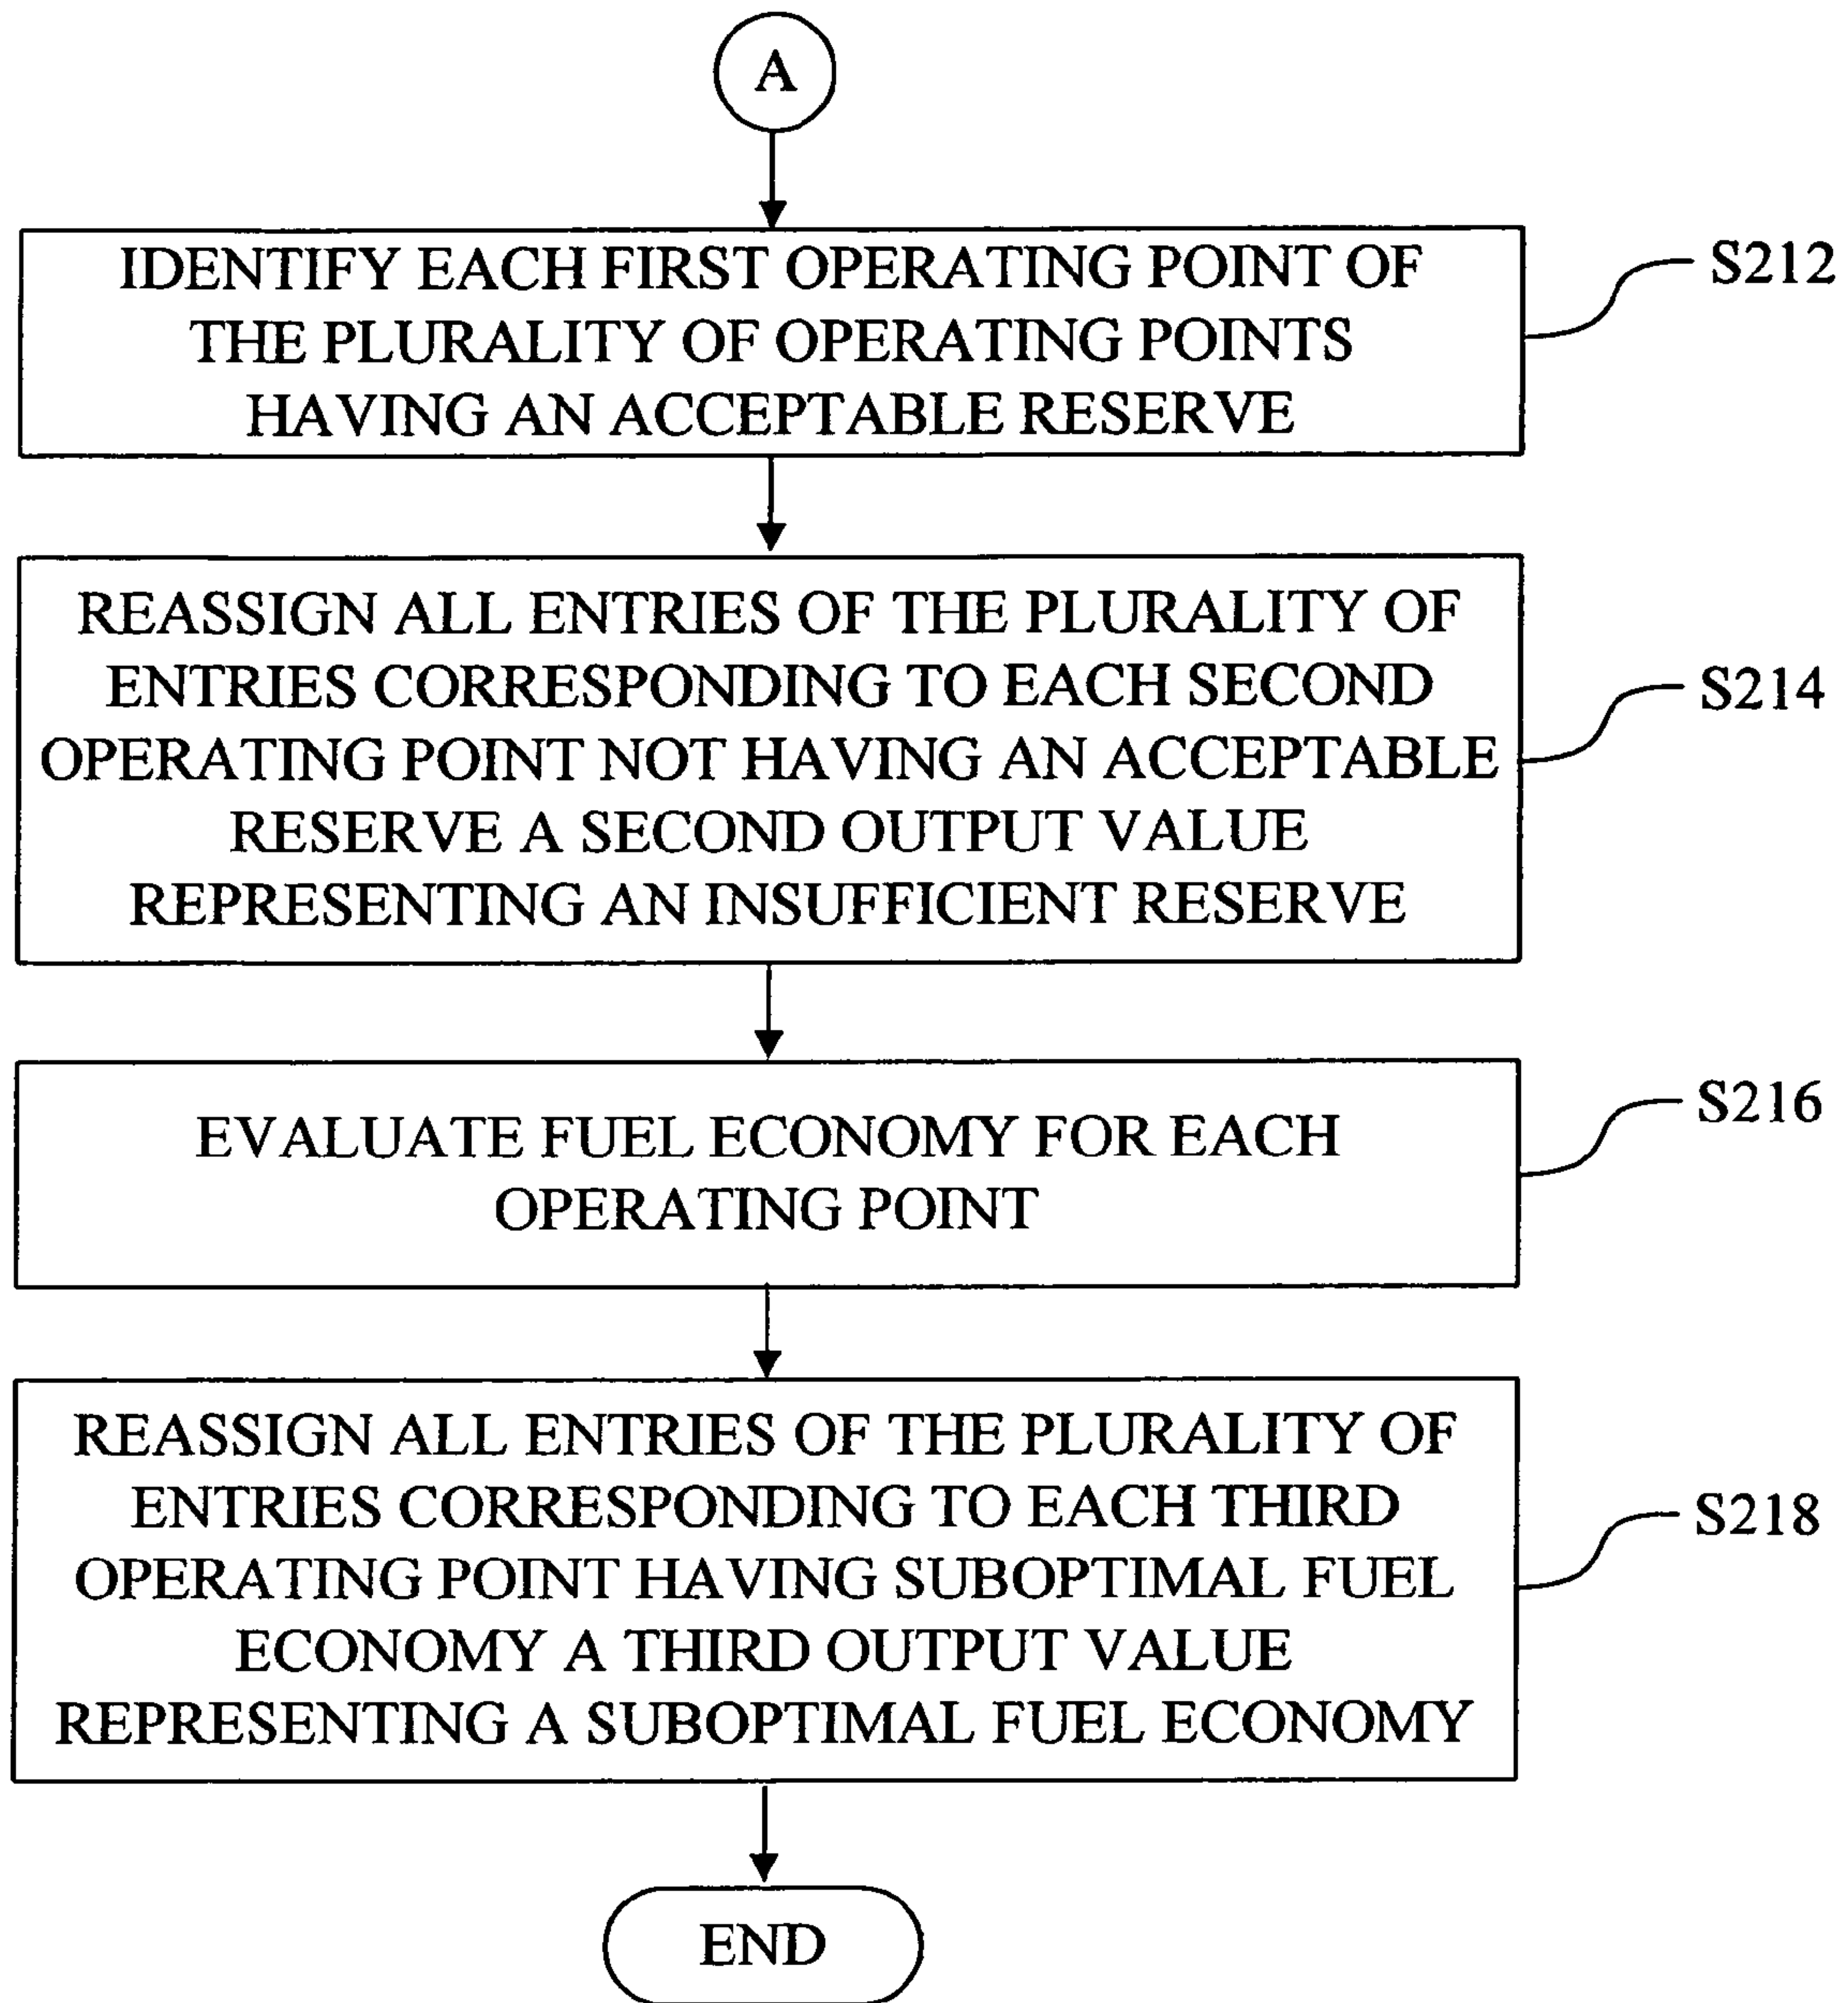 A
IDENTIFY EACH FIRST OPERATING POINT OF
THE PLURALITY OF OPERATING POINTS
HAVING AN ACCEPTABLE RESERVE
S212
REASSIGN ALL ENTRIES OF THE PLURALITY OF
ENTRIES CORRESPONDING TO EACH SECOND
OPERATING POINT NOT HAVING AN ACCEPTABLE
RESERVE A SECOND OUTPUT VALUE
REPRESENTING AN INSUFFICIENT RESERVE
S214
EVALUATE FUEL ECONOMY FOR EACH
OPERATING POINT
S216
REASSIGN ALL ENTRIES OF THE PLURALITY OF
ENTRIES CORRESPONDING TO EACH THIRD
OPERATING POINT HAVING SUBOPTIMAL FUEL
ECONOMY A THIRD OUTPUT VALUE
REPRESENTING A SUBOPTIMAL FUEL ECONOMY
S218
END